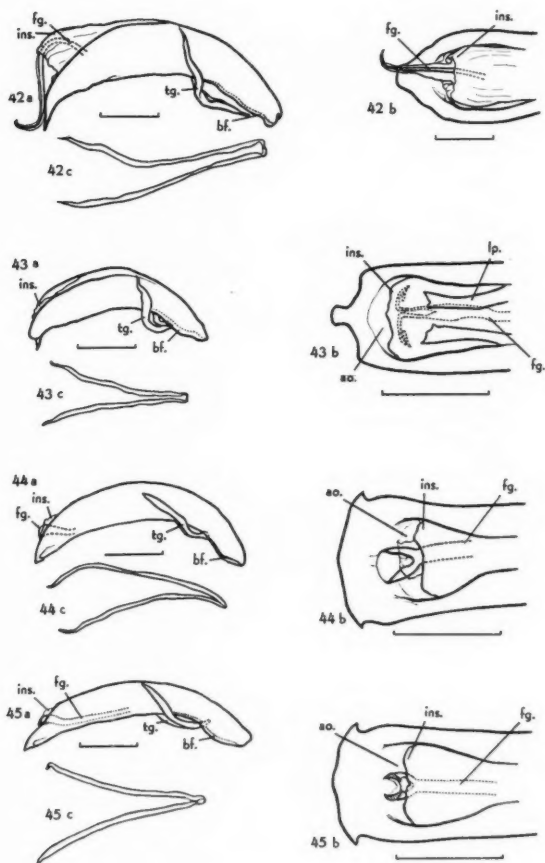 fg.
ins.
42a
tg.
bf.
42 c
ins.
fg.
42 b
43 a
ins.
tg.
bf.
43 c
ins.
lp.
ao.
fg.
43 b
44a
ins.
fg.
tg.
bf.
44 c
ao.
ins.
fg.
44 b
ins.
fg.
45a
tg.
bf.
45 c
ins.
ao.
fg.
45 b